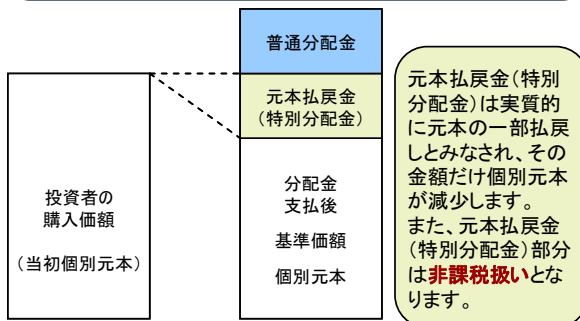 普通分配金
元本払戻金
(特別分配金)
投資者の
購入価額
(当初個別元本)
分配金
支払後
基準価額
個別元本
元本払戻金(特別
分配金)は実質的
に元本の一部払戻
しとみなされ、その
金額だけ個別元本
が減少します。
また、元本払戻金
(特別分配金)部分
は非課税扱いとな
ります。